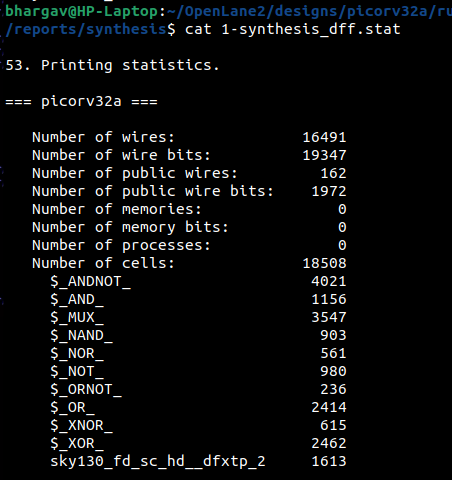 bhargav@HP-Laptop:~/OpenLane2/designs/picorv32a/ru
/reports/synthesis$ cat 1-synthesis_dff.stat
53. Printing statistics.
=== picorv32a ===
Number of wires: 16491
Number of wire bits: 19347
Number of public wires: 162
Number of public wire bits: 1972
Number of memories: 0
Number of memory bits: 0
Number of processes: 0
Number of cells: 18508
$_ANDNOT_ 4021
$_AND_ 1156
$_MUX_ 3547
$_NAND_ 903
$_NOR_ 561
$_NOT_ 980
$_ORNOT_ 236
$_OR_ 2414
$_XNOR_ 615
$_XOR_ 2462
sky130_fd_sc_hd__dfxtp_2 1613